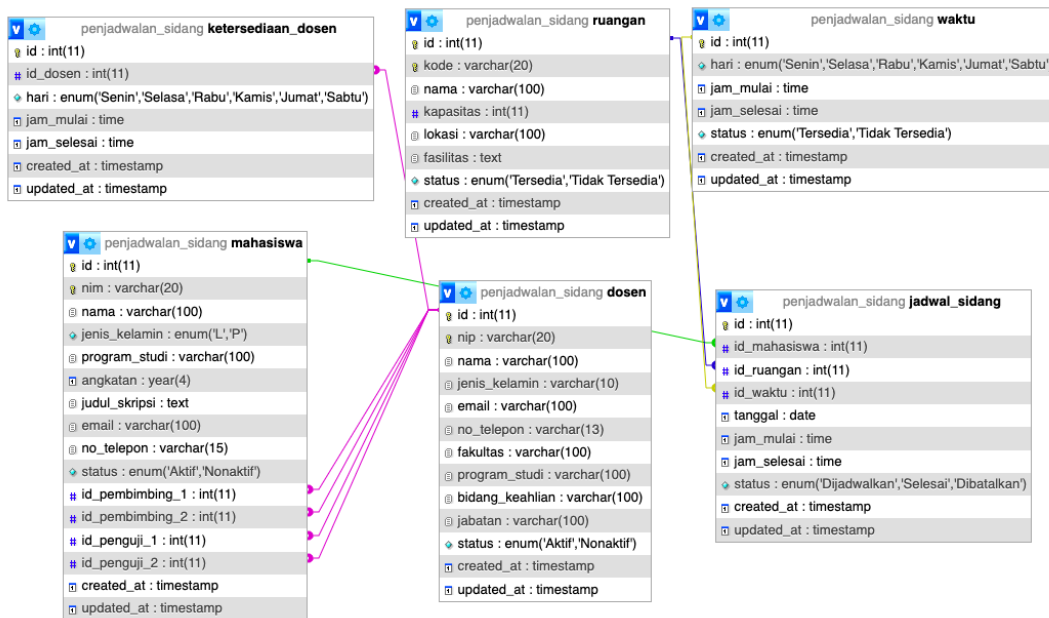 penjadwalan_sidang ketersediaan_dosen
id : int(11)
id_dosen : int(11)
hari : enum('Senin','Selasa','Rabu','Kamis','Jumat','Sabtu')
jam_mulai : time
jam_selesai : time
created_at : timestamp
updated_at : timestamp
penjadwalan_sidang ruangan
id : int(11)
kode : varchar(20)
nama : varchar(100)
kapasitas : int(11)
lokasi : varchar(100)
fasilitas : text
status : enum('Tersedia','Tidak Tersedia')
created_at : timestamp
updated_at : timestamp
penjadwalan_sidang waktu
id : int(11)
hari : enum('Senin','Selasa','Rabu','Kamis','Jumat','Sabtu'
jam_mulai : time
jam_selesai : time
status : enum('Tersedia','Tidak Tersedia')
created_at : timestamp
updated_at : timestamp
penjadwalan_sidang mahasiswa
id : int(11)
nim : varchar(20)
nama : varchar(100)
jenis_kelamin : enum('L','P')
program_studi : varchar(100)
angkatan : year(4)
judul_skripsi : text
email : varchar(100)
no_telepon : varchar(15)
status : enum('Aktif','Nonaktif')
id_pembimbing_1 : int(11)
id_pembimbing_2 : int(11)
id_penguji_1 : int(11)
id_penguji_2 : int(11)
created_at : timestamp
updated_at : timestamp
penjadwalan_sidang dosen
id : int(11)
nip : varchar(20)
nama : varchar(100)
jenis_kelamin : varchar(10)
email : varchar(100)
no_telepon : varchar(13)
fakultas : varchar(100)
program_studi : varchar(100)
bidang_keahlian : varchar(100)
jabatan : varchar(100)
status : enum('Aktif','Nonaktif')
created_at : timestamp
updated_at : timestamp
penjadwalan_sidang jadwal_sidang
id : int(11)
id_mahasiswa : int(11)
id_ruangan : int(11)
id_waktu : int(11)
tanggal : date
jam_mulai : time
jam_selesai : time
status : enum('Dijadwalkan','Selesai','Dibatalkan')
created_at : timestamp
updated_at : timestamp